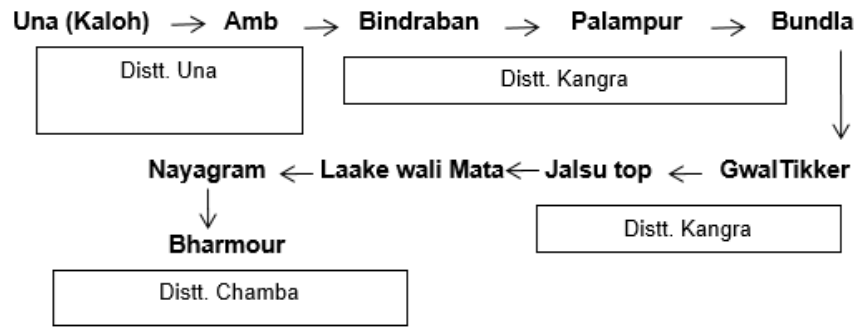 Una (Kaloh) → Amb → Bindraban → Palampur → Bundla
Distt. Una
Distt. Kangra
Nayagram ← Laake wali Mata ← Jalsu top ← GwalTikker
Distt. Kangra
Bharmour
Distt. Chamba